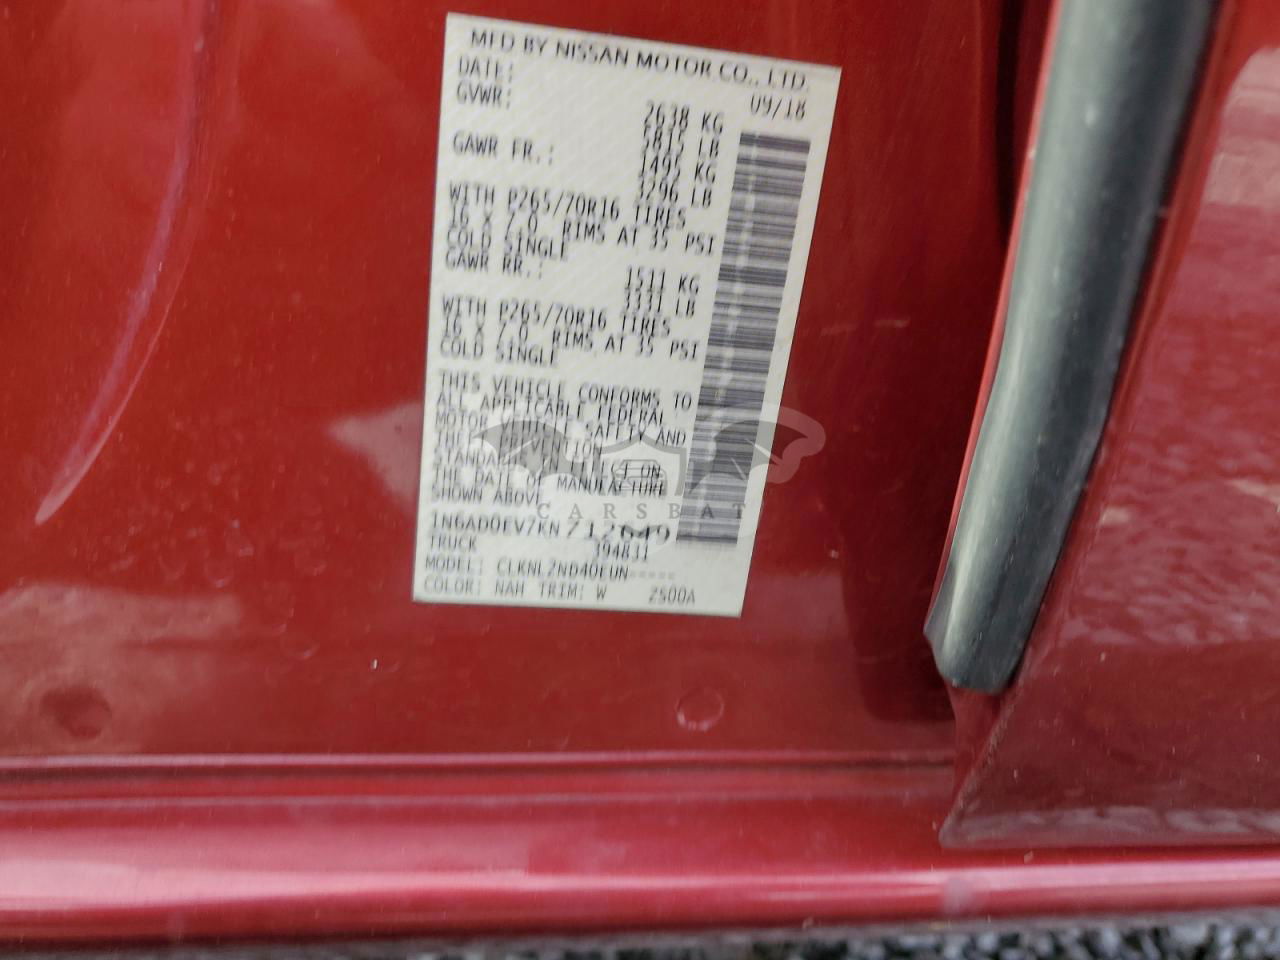 MFD BY NISSAN MOTOR CO., LTD.
DATE: 09/18
GVWR: 2638 KG
5815 LB
GAWR FR.: 1495 KG
3296 LB
WITH P265/70R16 TIRES
16 X 7.0 RIMS AT 35 PSI
COLD SINGLE
GAWR RR.: 1511 KG
3331 LB
WITH P265/70R16 TIRES
16 X 7.0 RIMS AT 35 PSI
COLD SINGLE
THIS VEHICLE CONFORMS TO
ALL APPLICABLE FEDERAL
MOTOR SAFETY AND
THEFT PREVENTION
STANDARDS IN EFFECT ON
THE DATE OF MANUFACTURE
SHOWN ABOVE
CARSBAT
1N6AD0EV7KN712649
TRUCK 394831
MODEL: CLKNLZND40EUN-----
COLOR: NAH TRIM: W ZS00A